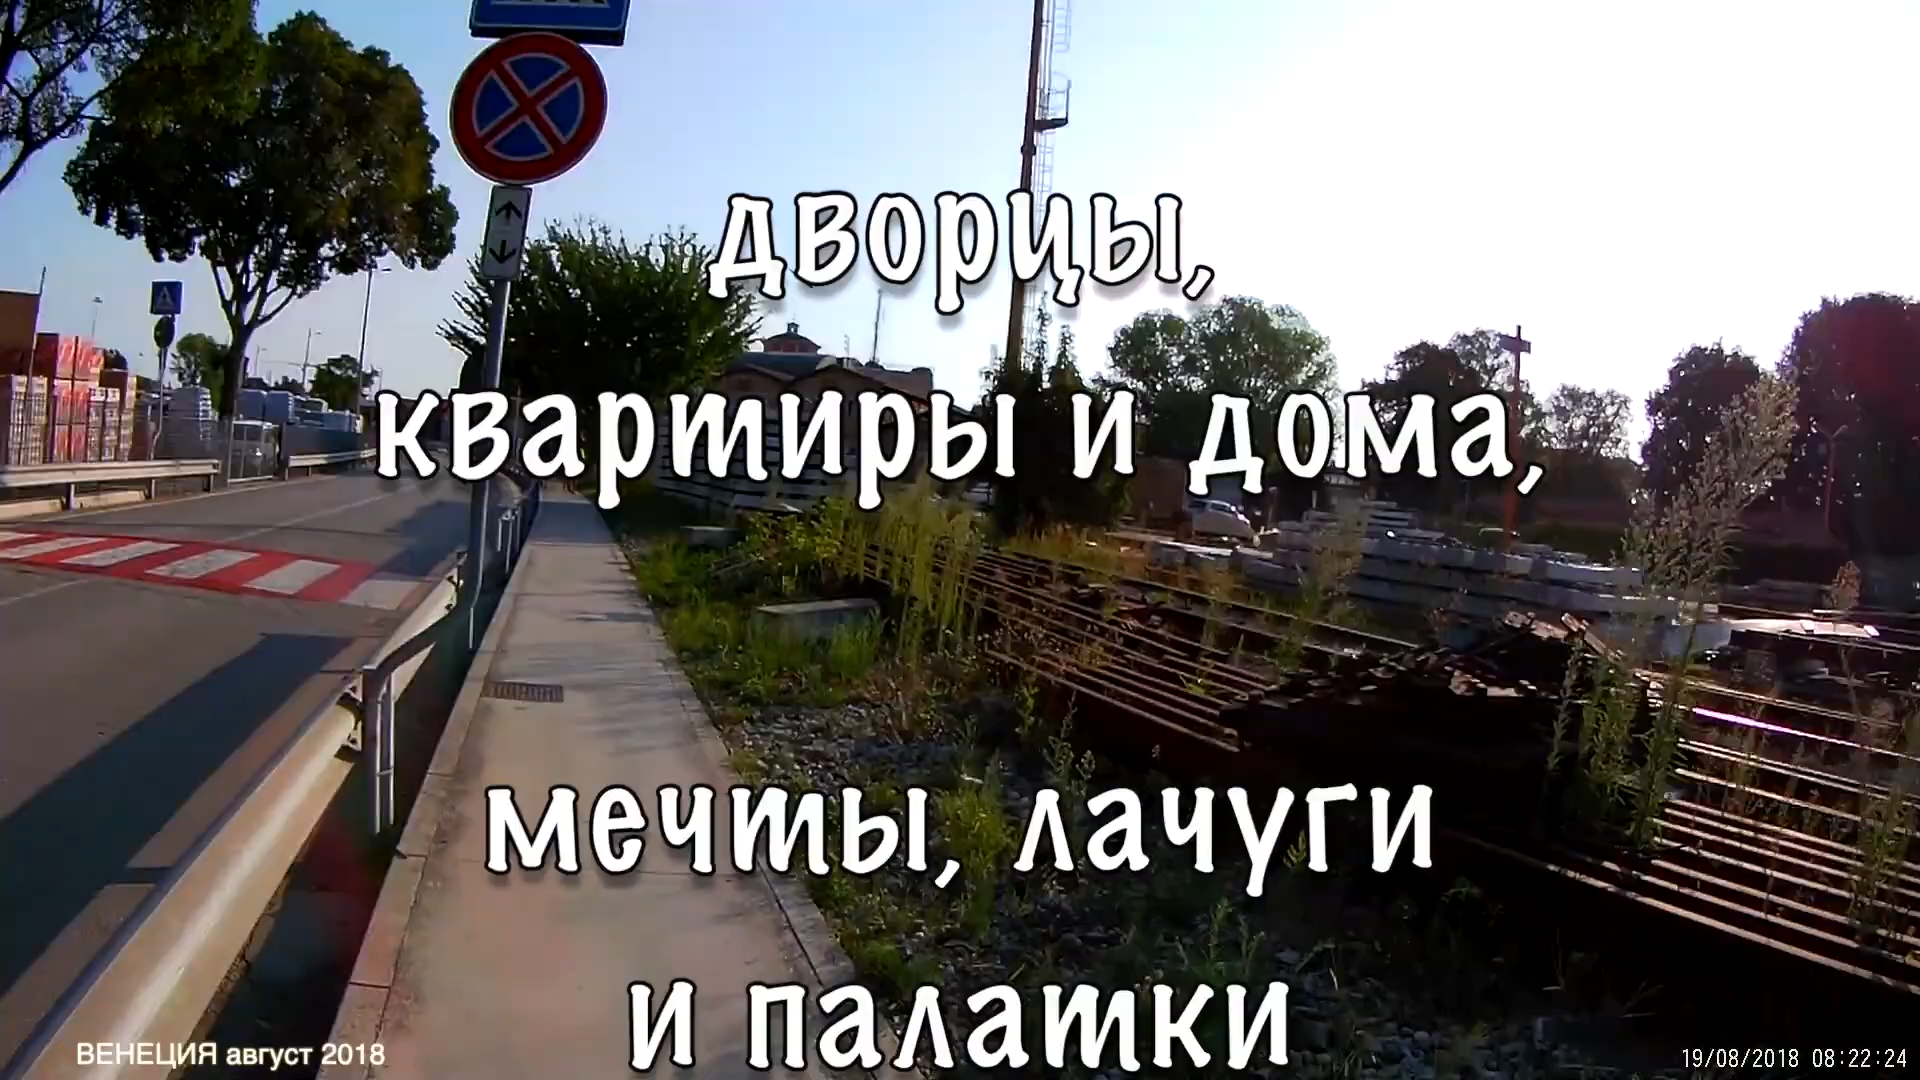 дворцы,
квартиры и дома,
мечты, лачуги
и палатки
ВЕНЕЦИЯ август 2018
19/08/2018 08:22:24